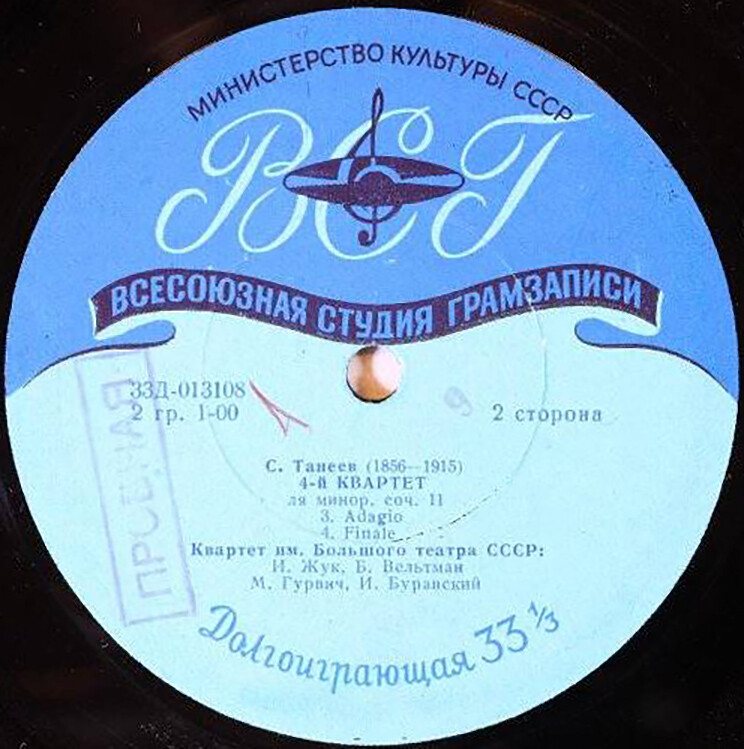 МИНИСТЕРСТВО КУЛЬТУРЫ СССР
ВСГ
ВСЕСОЮЗНАЯ СТУДИЯ ГРАМЗАПИСИ
33Д-013108
2 гр. 1-00
2 сторона
9
ПРОБНАЯ
С. Танеев (1856—1915)
4-й КВАРТЕТ
ля минор, соч. 11
3. Adagio
4. Finale
Квартет им. Большого театра СССР:
И. Жук, Б. Вельтман
М. Гурвич, И. Буравский
Долгоиграющая 33 1/3